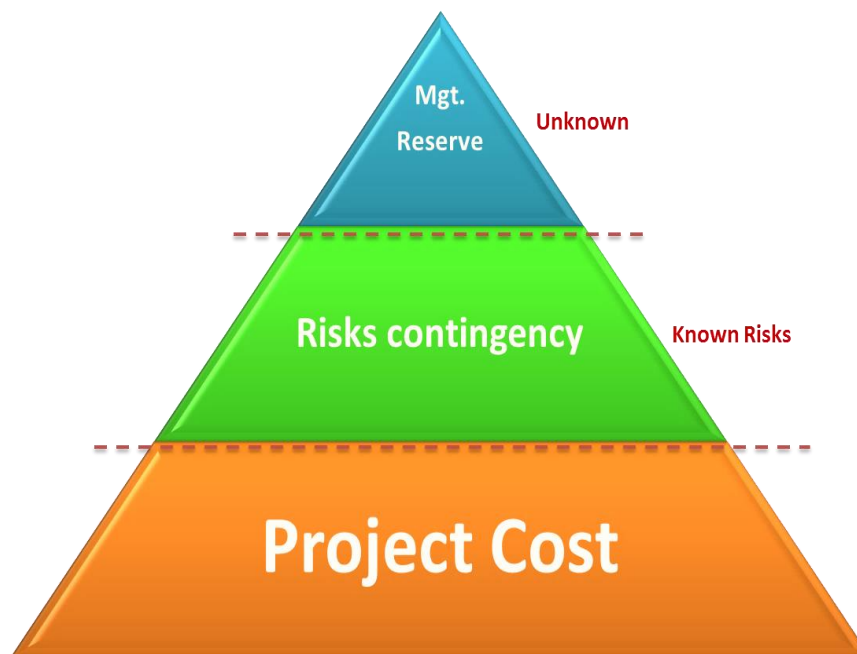 Mgt.
Reserve
Unknown
Risks contingency
Known Risks
Project Cost